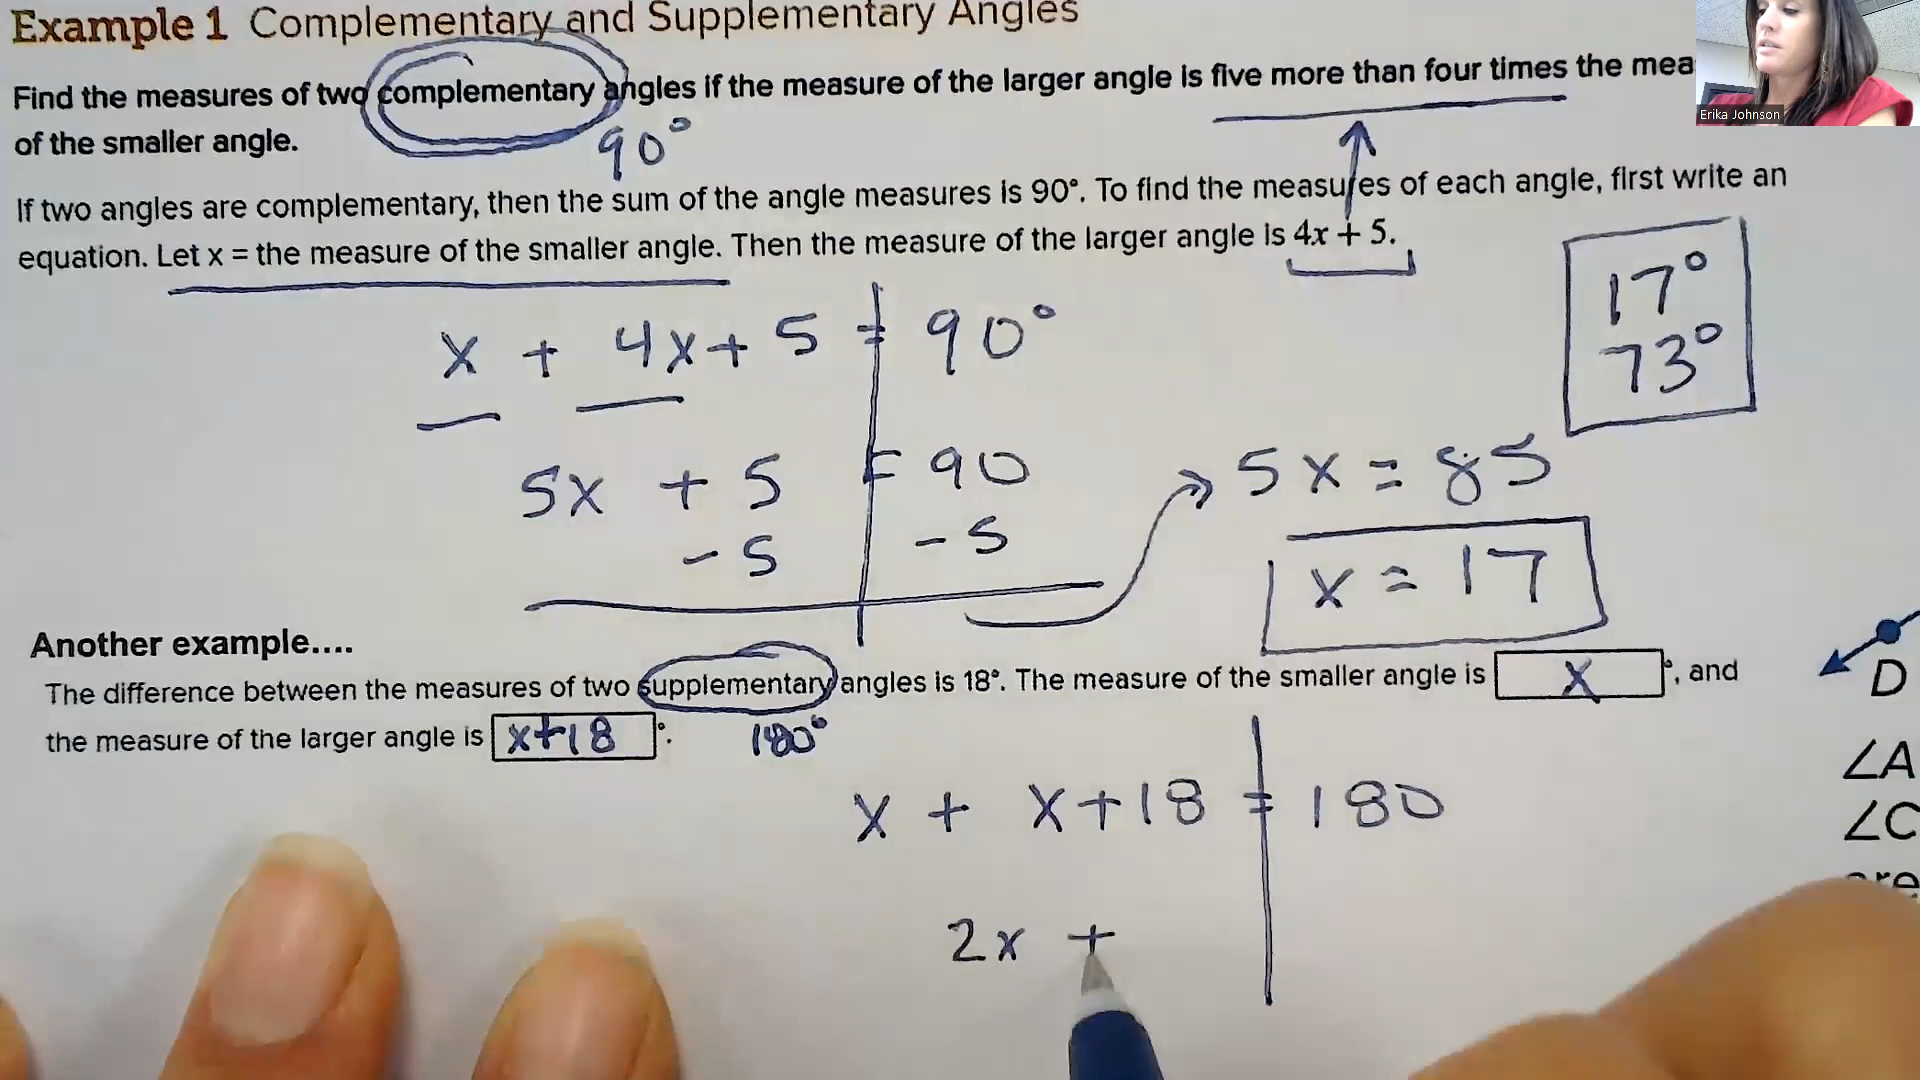 Example 1 Complementary and Supplementary Angles
Find the measures of two complementary angles if the measure of the larger angle is five more than four times the mea
of the smaller angle.
90°
If two angles are complementary, then the sum of the angle measures is 90°. To find the measures of each angle, first write an
equation. Let x = the measure of the smaller angle. Then the measure of the larger angle is 4x + 5.
x + 4x + 5 = 90°
17°
73°
5x + 5 = 90
- 5 - 5
5x = 85
x = 17
Another example....
The difference between the measures of two supplementary angles is 18°. The measure of the smaller angle is x °, and
the measure of the larger angle is x+18 °.
180°
x + x+18 = 180
2x +
D
∠A
∠C
Erika Johnson